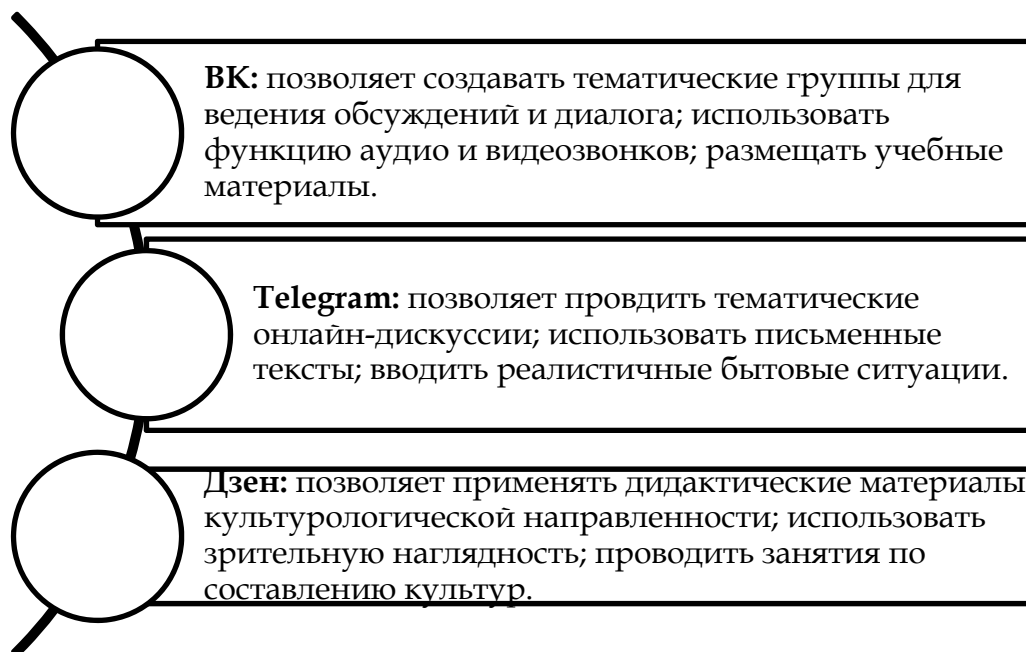 ВК: позволяет создавать тематические группы для
ведения обсуждений и диалога; использовать
функцию аудио и видеозвонков; размещать учебные
материалы.
Telegram: позволяет провдить тематические
онлайн-дискуссии; использовать письменные
тексты; вводить реалистичные бытовые ситуации.
Дзен: позволяет применять дидактические материалы
культурологической направленности; использовать
зрительную наглядность; проводить занятия по
составлению культур.